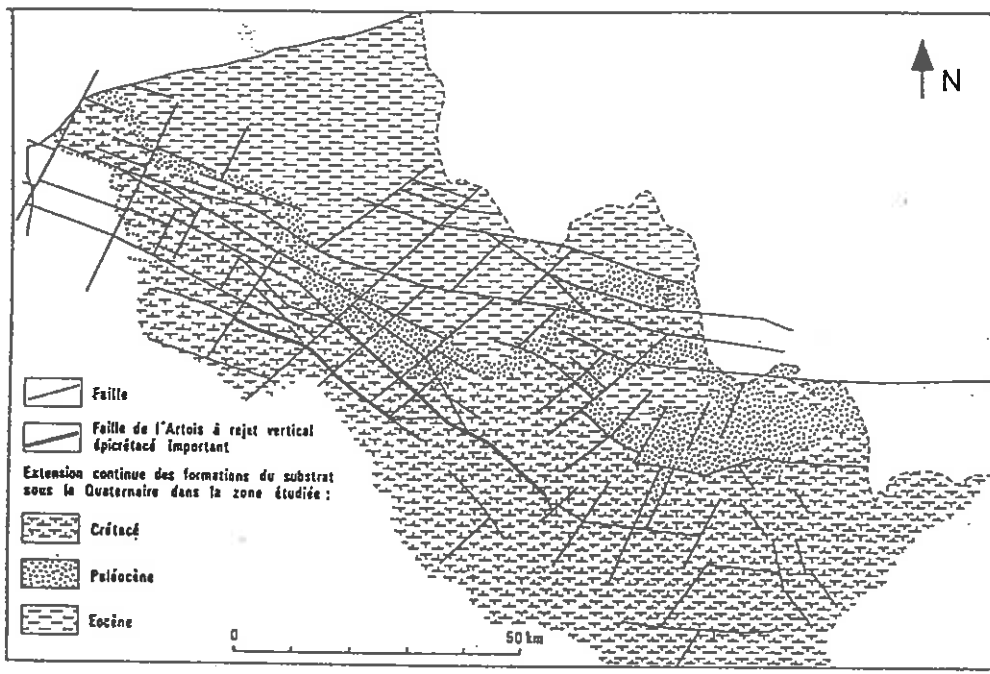 N
Faille
Faille de l'Artois à rejet vertical
épicrétacé important
Extension continue des formations du substrat
sous le Quaternaire dans la zone étudiée :
Crétacé
Paléocène
Eocène
0
50 km